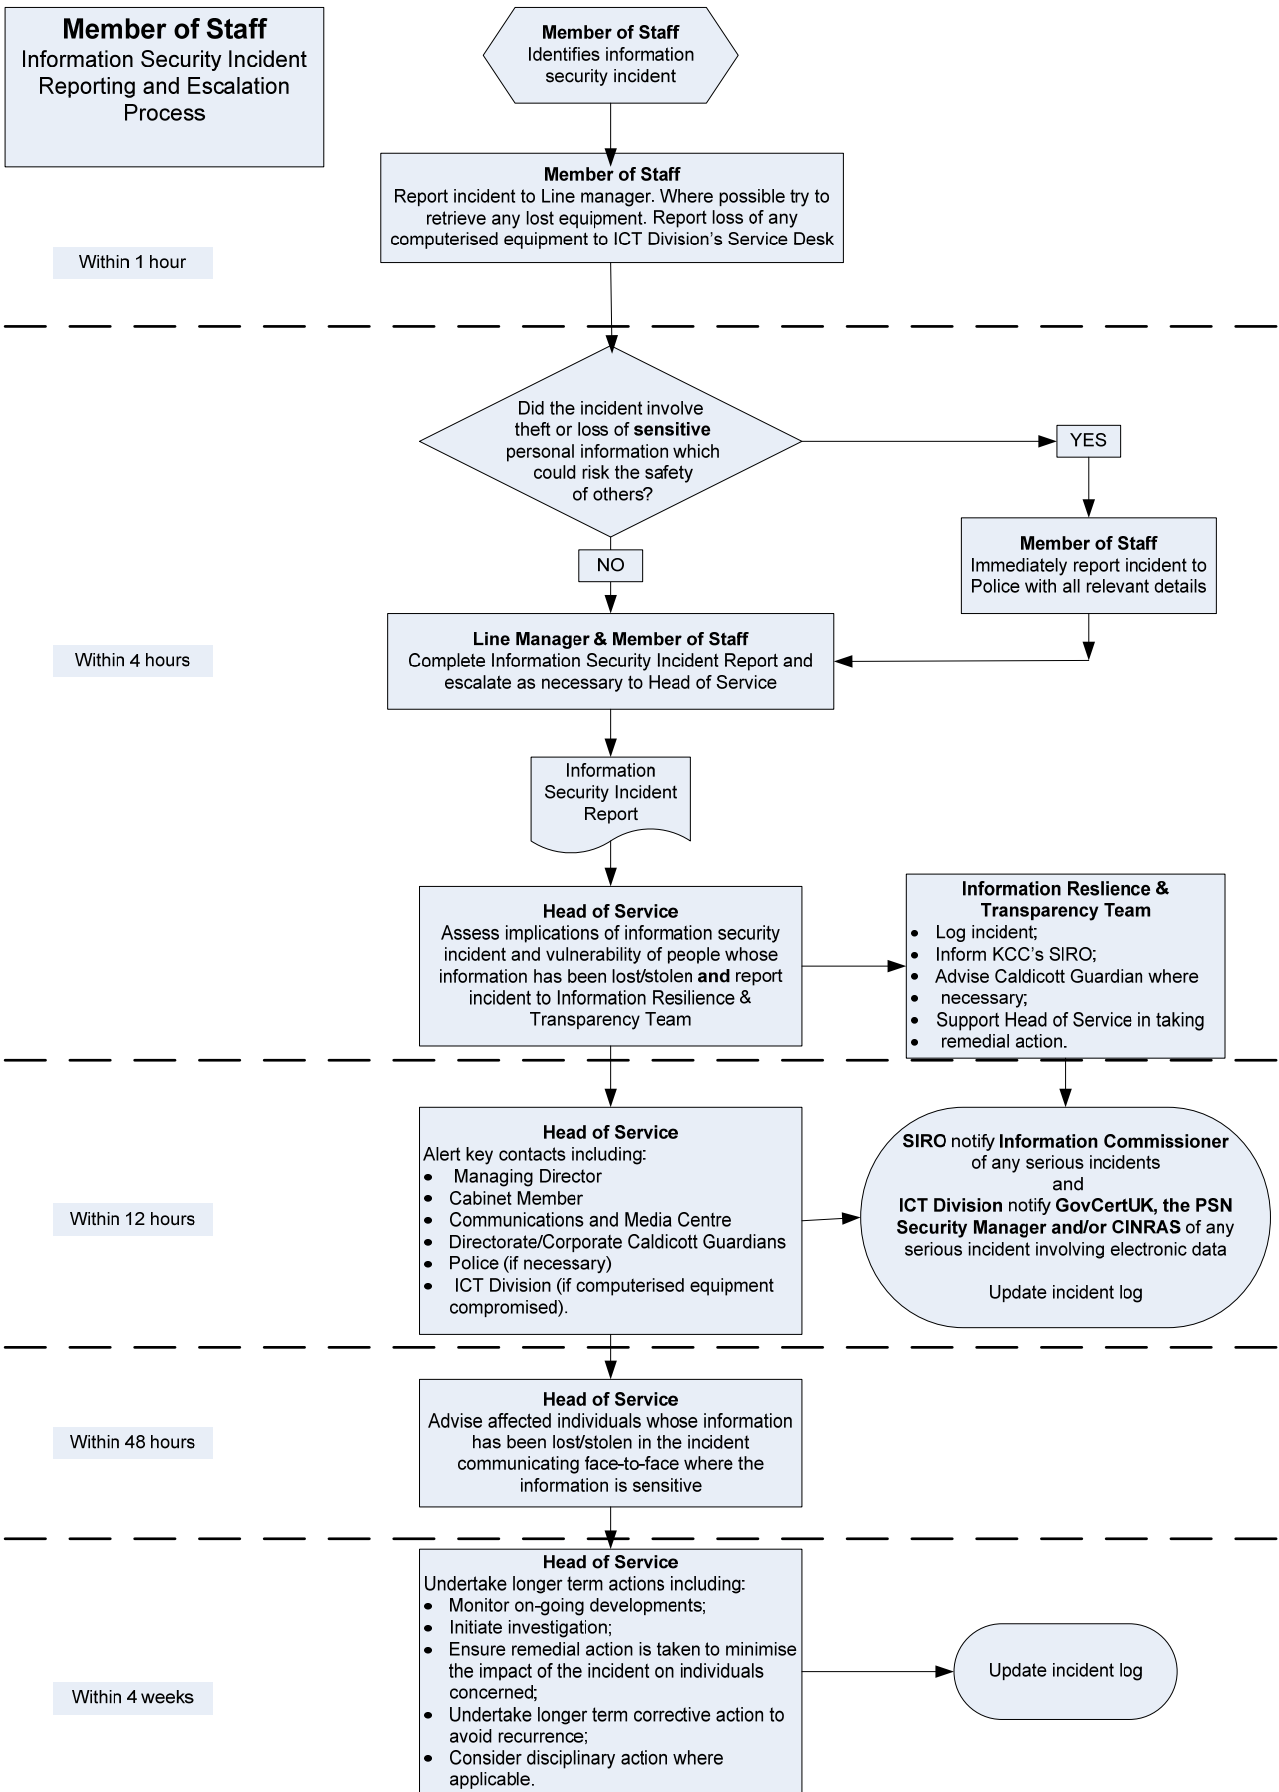 Member of Staff
Information Security Incident
Reporting and Escalation
Process
Member of Staff
Identifies information
security incident
Member of Staff
Report incident to Line manager. Where possible try to
retrieve any lost equipment. Report loss of any
computerised equipment to ICT Division's Service Desk
Within 1 hour
Did the incident involve
theft or loss of sensitive
personal information which
could risk the safety
of others?
YES
NO
Member of Staff
Immediately report incident to
Police with all relevant details
Within 4 hours
Line Manager & Member of Staff
Complete Information Security Incident Report and
escalate as necessary to Head of Service
Information
Security Incident
Report
Head of Service
Assess implications of information security
incident and vulnerability of people whose
information has been lost/stolen and report
incident to Information Resilience &
Transparency Team
Information Reslience &
Transparency Team
• Log incident;
• Inform KCC's SIRO;
• Advise Caldicott Guardian where
• necessary;
• Support Head of Service in taking
• remedial action.
Within 12 hours
Head of Service
Alert key contacts including:
• Managing Director
• Cabinet Member
• Communications and Media Centre
• Directorate/Corporate Caldicott Guardians
• Police (if necessary)
• ICT Division (if computerised equipment
compromised).
SIRO notify Information Commissioner
of any serious incidents
and
ICT Division notify GovCertUK, the PSN
Security Manager and/or CINRAS of any
serious incident involving electronic data
Update incident log
Within 48 hours
Head of Service
Advise affected individuals whose information
has been lost/stolen in the incident
communicating face-to-face where the
information is sensitive
Within 4 weeks
Head of Service
Undertake longer term actions including:
• Monitor on-going developments;
• Initiate investigation;
• Ensure remedial action is taken to minimise
the impact of the incident on individuals
concerned;
• Undertake longer term corrective action to
avoid recurrence;
• Consider disciplinary action where
applicable.
Update incident log